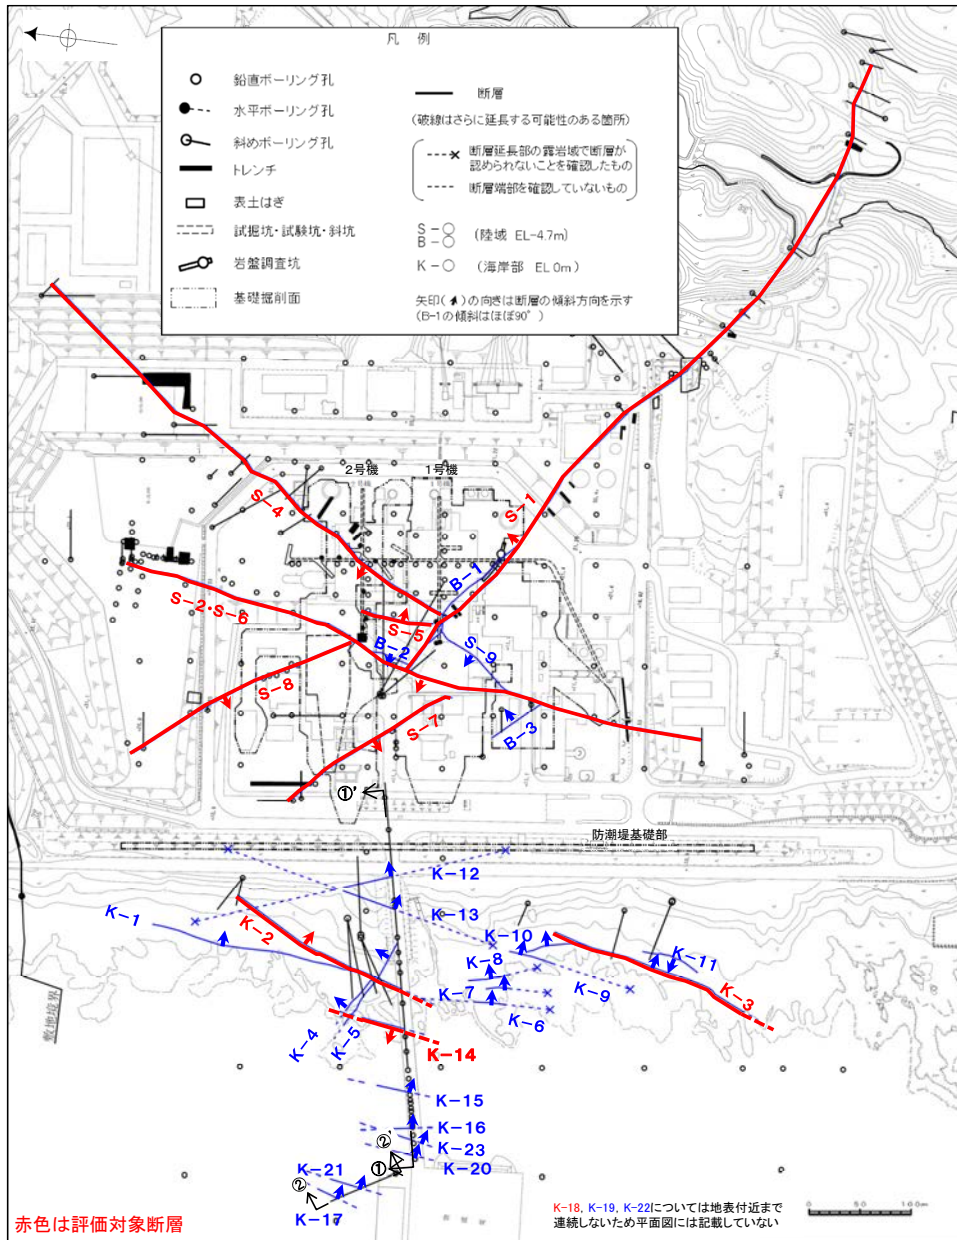 凡 例
鉛直ボーリング孔
水平ボーリング孔
斜めボーリング孔
トレンチ
表土はぎ
試掘坑・試験坑・斜坑
岩盤調査坑
基礎掘削面
断層
(破線はさらに延長する可能性のある箇所)
断層延長部の露岩域で断層が
認められないことを確認したもの
断層端部を確認していないもの
S-○
B-○
(陸域 EL-4.7m)
K-○ (海岸部 EL 0m)
矢印( )の向きは断層の傾斜方向を示す
(B-1の傾斜はほぼ90°)
2号機
1号機
S-4
S-1
B-1
S-2・S-6
S-5
B-2
S-9
S-8
S-7
B-3
①'
防潮堤基礎部
K-12
K-1
K-2
K-13
K-10
K-8
K-11
K-7
K-9
K-3
K-6
K-4
K-5
K-14
敷地境界
K-15
K-16
②'
K-23
K-20
①
K-21
②
K-17
赤色は評価対象断層
K-18, K-19, K-22については地表付近まで
連続しないため平面図には記載していない
0 50 100m